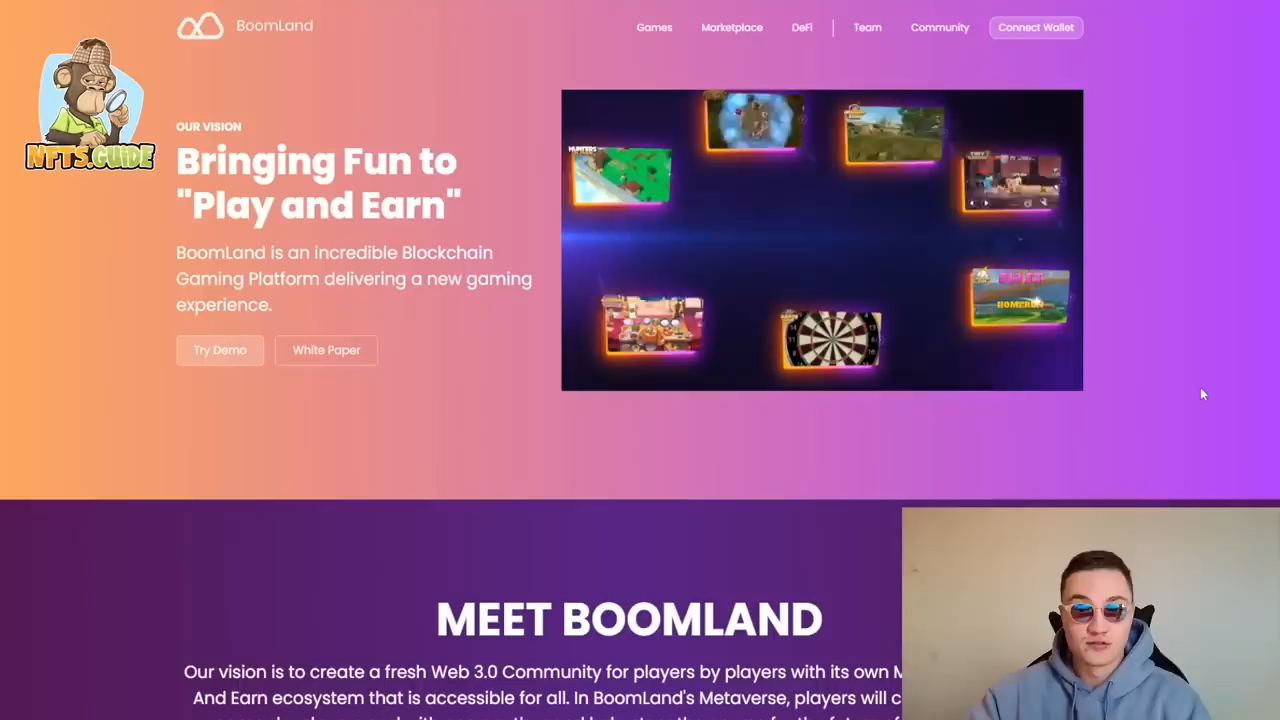 BoomLand
Games
Marketplace
DeFi
Team
Community
Connect Wallet
NFTS.GUIDE
OUR VISION
Bringing Fun to
"Play and Earn"
BoomLand is an incredible Blockchain
Gaming Platform delivering a new gaming
experience.
Try Demo
White Paper
HUNTERS
HOMERUN
MEET BOOMLAND
Our vision is to create a fresh Web 3.0 Community for players by players with its own M
And Earn ecosystem that is accessible for all. In BoomLand's Metaverse, players will c